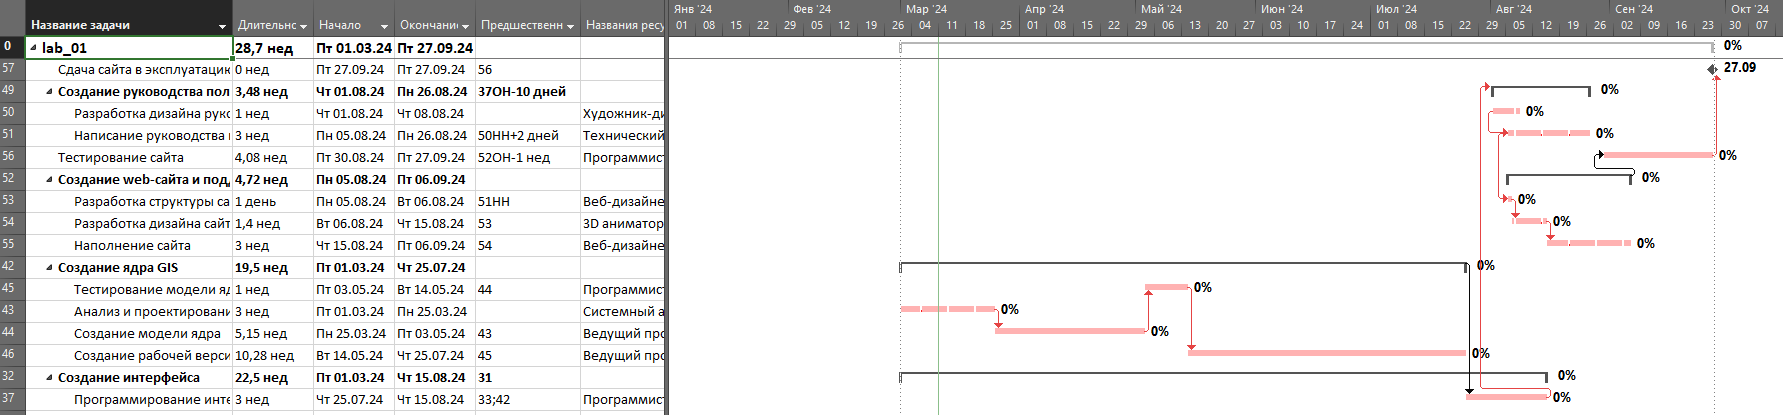 Название задачи Длительнс Начало Окончани Предшественн Названия ресу
Янв '24 Фев '24 Мар '24 Апр '24 Май '24 Июн '24 Июл '24 Авг '24 Сен '24 Окт '24
01 08 15 22 29 05 12 19 26 04 11 18 25 01 08 15 22 29 06 13 20 27 03 10 17 24 01 08 15 22 29 05 12 19 26 02 09 16 23 30 07
0 lab_01 28,7 нед Пт 01.03.24 Пт 27.09.24 0%
57 Сдача сайта в эксплуатацик 0 нед Пт 27.09.24 Пт 27.09.24 56 27.09
49 Создание руководства пол 3,48 нед Чт 01.08.24 Пн 26.08.24 37ОН-10 дней 0%
50 Разработка дизайна рукс 1 нед Чт 01.08.24 Чт 08.08.24 Художник-ди
51 Написание руководства 3 нед Пн 05.08.24 Пн 26.08.24 50НН+2 дней Технический 0%
56 Тестирование сайта 4,08 нед Пт 30.08.24 Пт 27.09.24 52ОН-1 нед Программист 0%
52 Создание web-сайта и подд 4,72 нед Пн 05.08.24 Пт 06.09.24 0%
53 Разработка структуры са 1 день Пн 05.08.24 Вт 06.08.24 51НН Веб-дизайне 0%
54 Разработка дизайна сайт 1,4 нед Вт 06.08.24 Чт 15.08.24 53 3D аниматор 0%
55 Наполнение сайта 3 нед Чт 15.08.24 Пт 06.09.24 54 Веб-дизайне 0%
42 Создание ядра GIS 19,5 нед Пт 01.03.24 Чт 25.07.24 0%
45 Тестирование модели яд 1 нед Пт 03.05.24 Вт 14.05.24 44 Программис 0%
43 Анализ и проектировани 3 нед Пт 01.03.24 Пн 25.03.24 Системный а 0%
44 Создание модели ядра 5,15 нед Пн 25.03.24 Пт 03.05.24 43 Ведущий про 0%
46 Создание рабочей верси 10,28 нед Вт 14.05.24 Чт 25.07.24 45 Ведущий про 0%
32 Создание интерфейса 22,5 нед Пт 01.03.24 Чт 15.08.24 31 0%
37 Программирование инте 3 нед Чт 25.07.24 Чт 15.08.24 33;42 Программист 0%